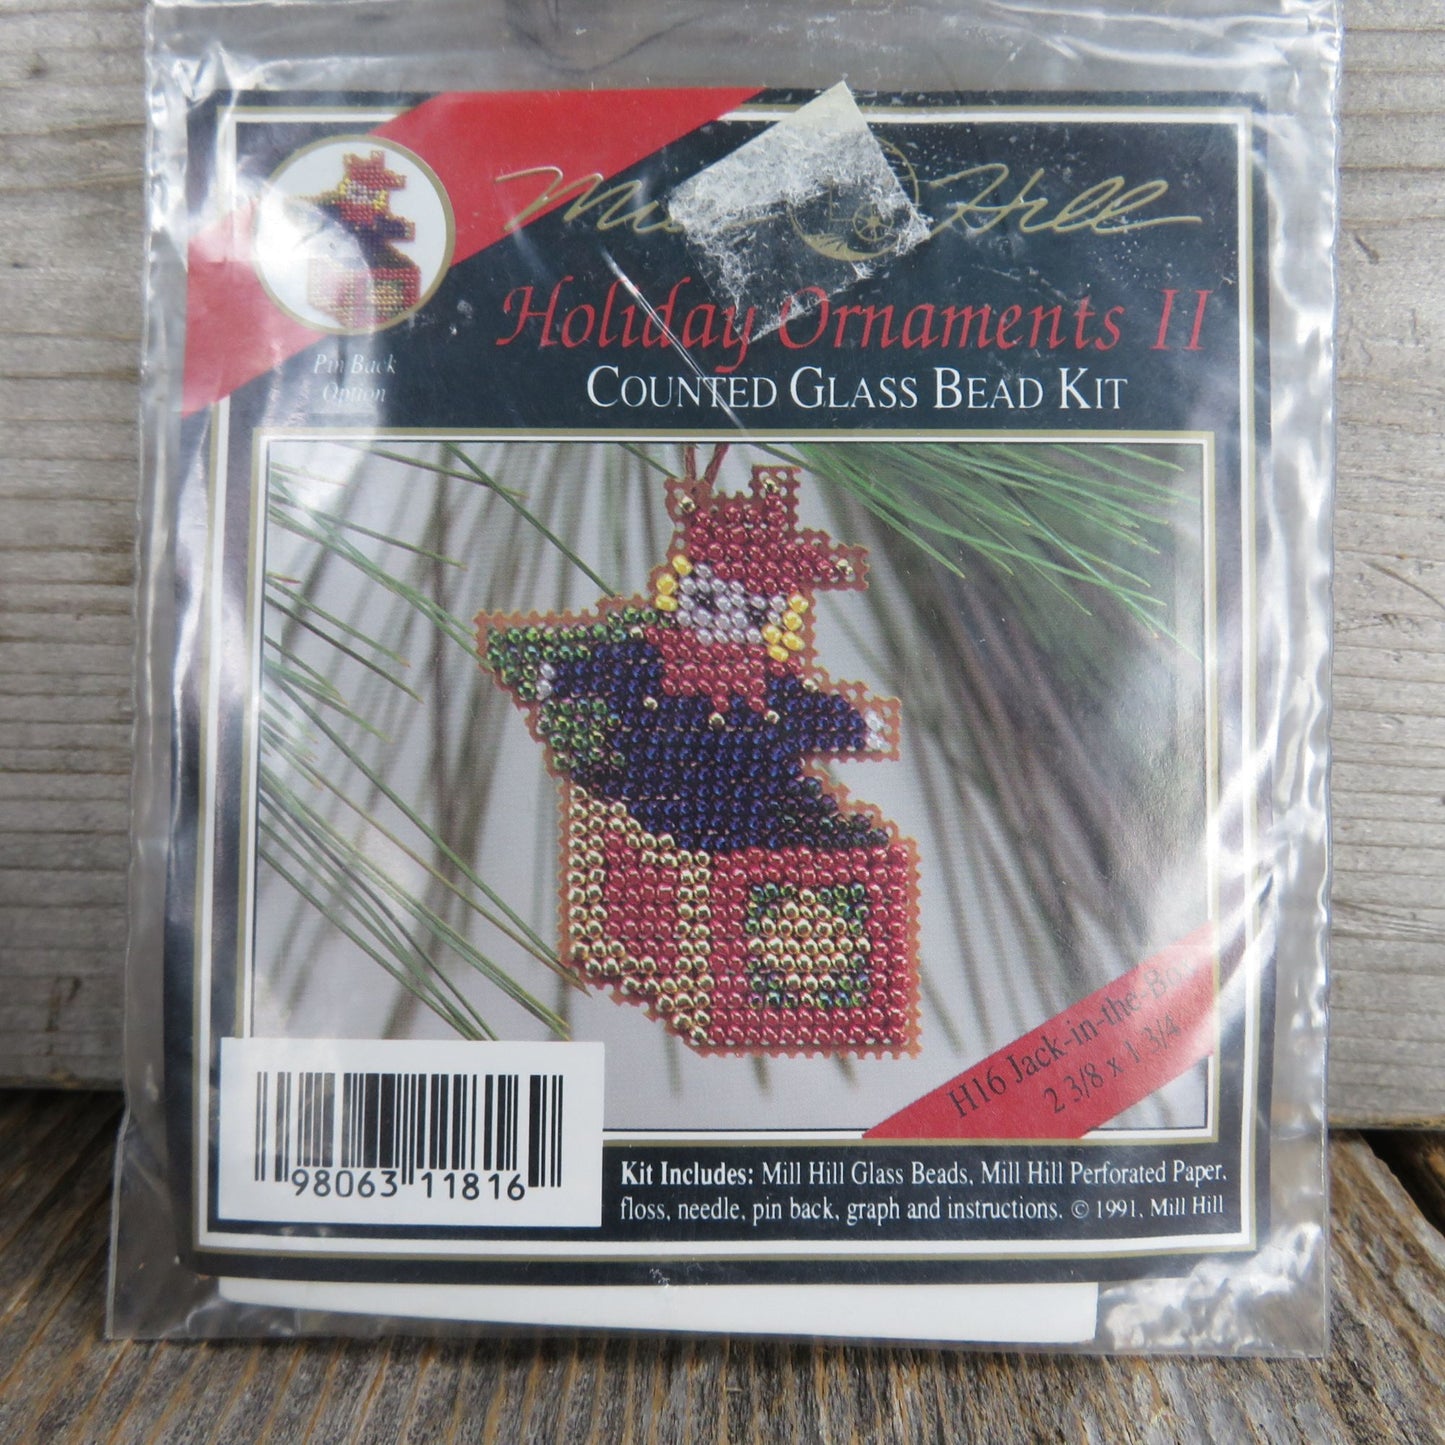 Mill Hill
Holiday Ornaments II
COUNTED GLASS BEAD KIT
Pin Back
Option
H16 Jack-in-the-Box
2 3/8 x 1 3/4
98063 11816
Kit Includes: Mill Hill Glass Beads, Mill Hill Perforated Paper,
floss, needle, pin back, graph and instructions. © 1991, Mill Hill